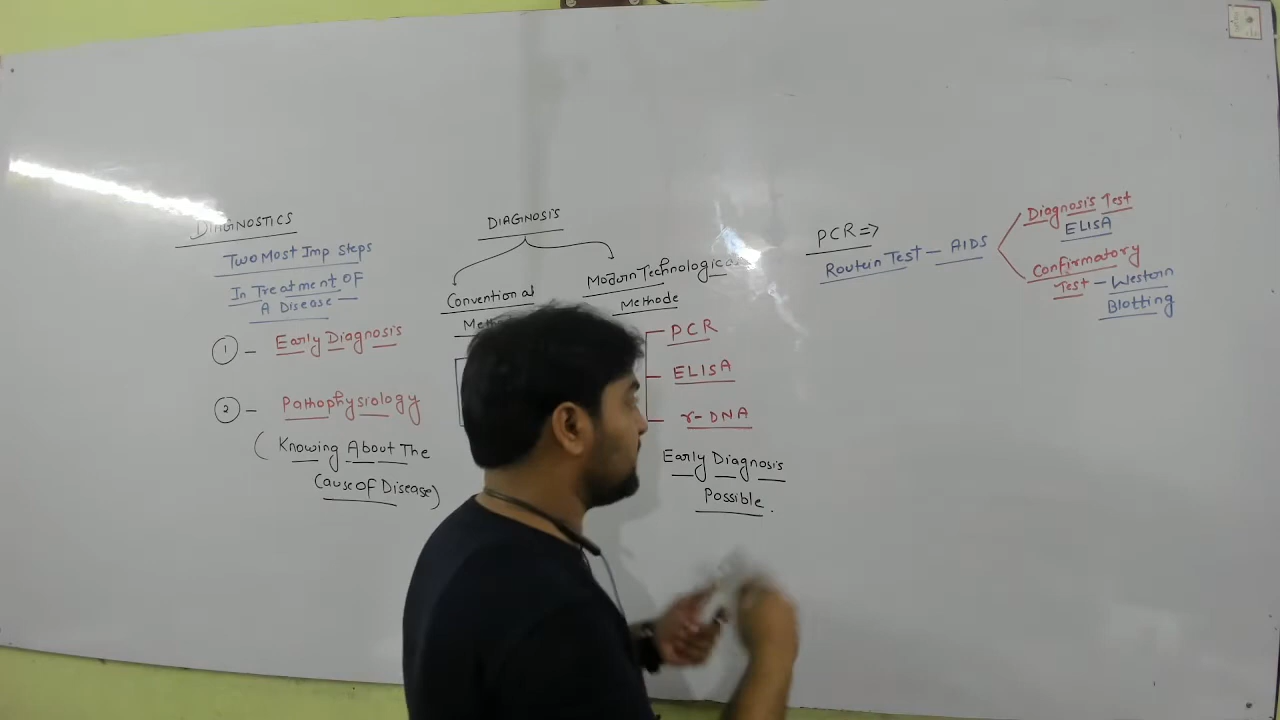 DIAGNOSTICS
Two Most Imp Steps
In Treatment OF
A Disease
1 - Early Diagnosis
2 - Pathophysiology
(Knowing About The
Cause Of Disease)
DIAGNOSIS
Conventional
Modern Technological
Methode
PCR
ELISA
r-DNA
Early Diagnosis
Possible.
PCR =>
Routein Test - AIDS
Diagnosis Test
ELISA
Confirmatory
Test - Western
Blotting